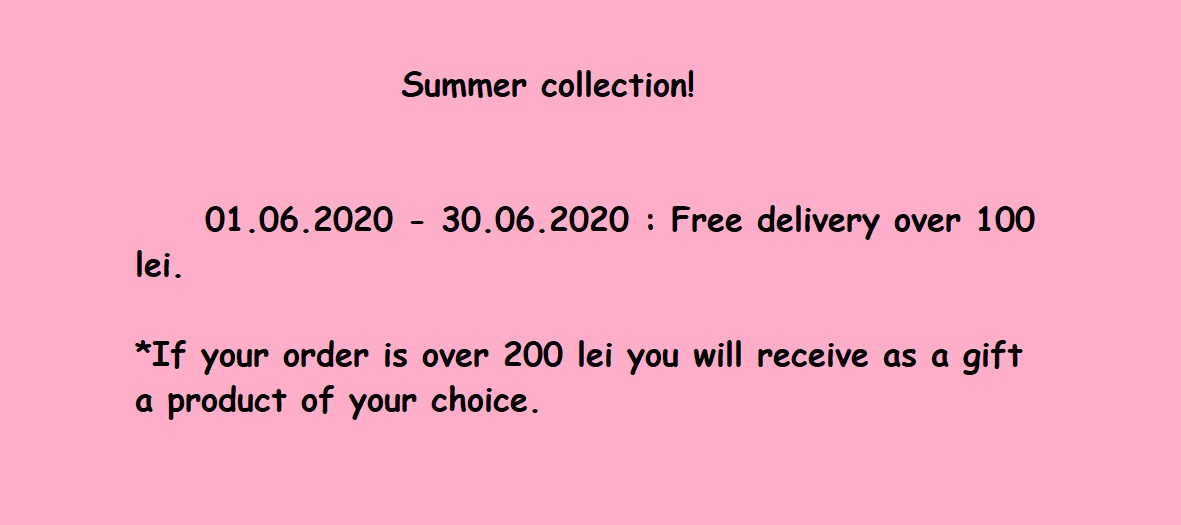 Summer collection!
01.06.2020 - 30.06.2020 : Free delivery over 100
lei.
*If your order is over 200 lei you will receive as a gift
a product of your choice.